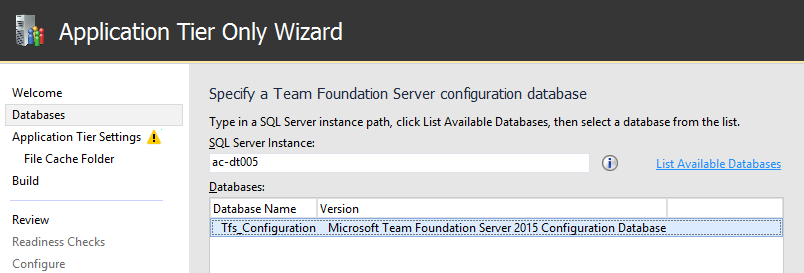 Application Tier Only Wizard
Welcome
Databases
Application Tier Settings
File Cache Folder
Build
Review
Readiness Checks
Configure
Specify a Team Foundation Server configuration database
Type in a SQL Server instance path, click List Available Databases, then select a database from the list.
SQL Server Instance:
ac-dt005
List Available Databases
Databases:
Database Name Version
Tfs_Configuration Microsoft Team Foundation Server 2015 Configuration Database